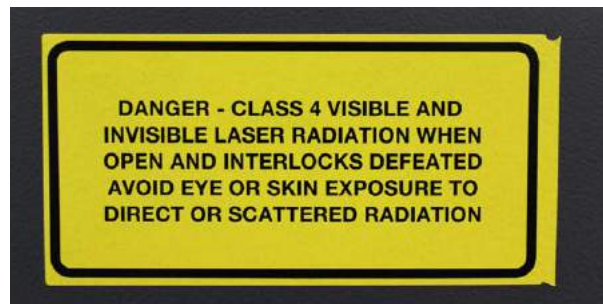 DANGER - CLASS 4 VISIBLE AND
INVISIBLE LASER RADIATION WHEN
OPEN AND INTERLOCKS DEFEATED
AVOID EYE OR SKIN EXPOSURE TO
DIRECT OR SCATTERED RADIATION